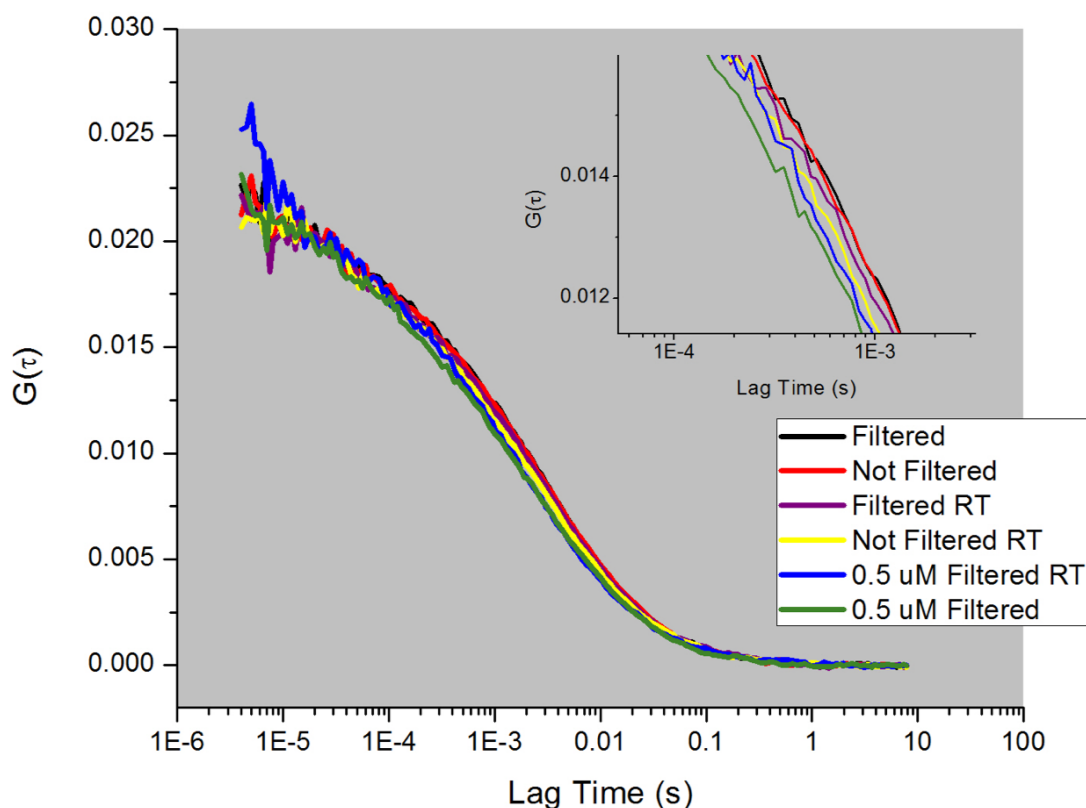 0.030
0.025
0.020
0.015
0.010
0.005
0.000
G(τ)
1E-6 1E-5 1E-4 1E-3 0.01 0.1 1 10 100
Lag Time (s)
0.014
0.012
G(τ)
1E-4 1E-3
Lag Time (s)
Filtered
Not Filtered
Filtered RT
Not Filtered RT
0.5 uM Filtered RT
0.5 uM Filtered